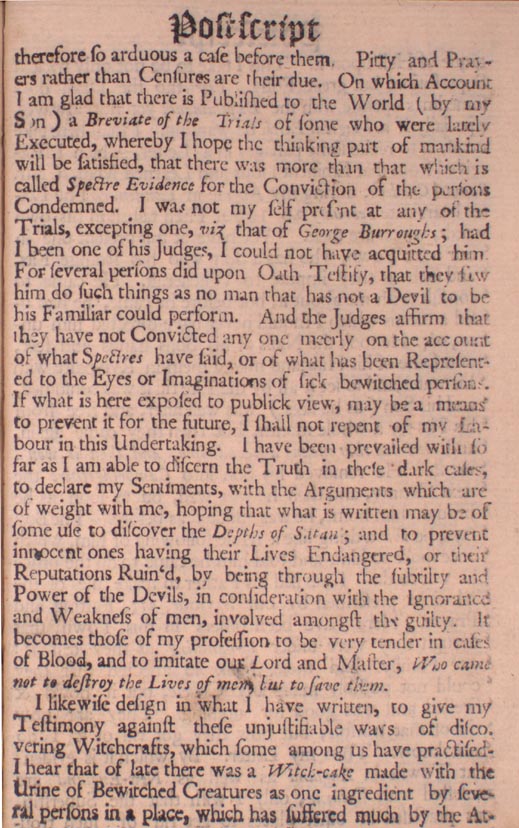 Poſtſcript
therefore ſo arduous a caſe before them. Pitty and Pray-
ers rather than Cenſures are their due. On which Account
I am glad that there is Publiſhed to the World ( by my
Son ) a Breviate of the Trials of ſome who were lately
Executed, whereby I hope the thinking part of mankind
will be ſatisfied, that there was more than that which is
called Spectre Evidence for the Conviction of the perſons
Condemned. I was not my ſelf preſent at any of the
Trials, excepting one, viz that of George Burroughs; had
I been one of his Judges, I could not have acquitted him
For ſeveral perſons did upon Oath Teſtify, that they ſaw
him do ſuch things as no man that has not a Devil to be
his Familiar could perform. And the Judges affirm that
they have not Convicted any one meerly on the account
of what Spectres have ſaid, or of what has been Repreſent-
ed to the Eyes or Imaginations of ſick bewitched perſons.
If what is here expoſed to publick view, may be a means
to prevent it for the future, I ſhall not repent of my La-
bour in this Undertaking. I have been prevailed with ſo
far as I am able to diſcern the Truth in theſe dark caſes,
to declare my Sentiments, with the Arguments which are
of weight with me, hoping that what is written may be of
ſome uſe to diſcover the Depths of Satan; and to prevent
innocent ones having their Lives Endangered, or their
Reputations Ruin'd, by being through the ſubtilty and
Power of the Devils, in conſideration with the Ignorance
and Weakneſs of men, involved amongſt the guilty. It
becomes thoſe of my profeſſion to be very tender in caſes
of Blood, and to imitate our Lord and Maſter, Who came
not to deſtroy the Lives of men, but to ſave them.
I likewiſe deſign in what I have written, to give my
Teſtimony againſt theſe unjuſtifiable ways of diſco.
vering Witchcrafts, which ſome among us have practiſed-
I hear that of late there was a Witch-cake made with the
Urine of Bewitched Creatures as one ingredient by ſeve-
ral perſons in a place, which has ſuffered much by the At-